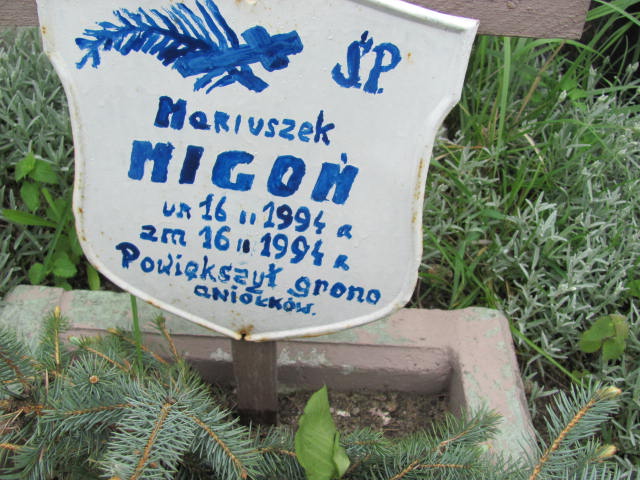 ŚP.
Mariuszek
MIGOŃ
ur 16 II 1994 r
zm 16 II 1994 r
Powiększył grono
aniołków.